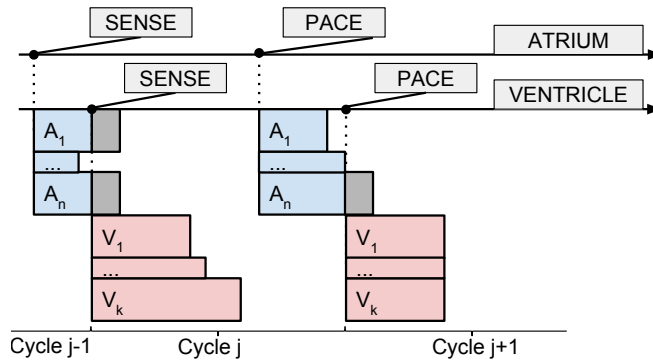 SENSE
PACE
ATRIUM
SENSE
PACE
VENTRICLE
A1
A1
...
...
An
An
V1
V1
...
...
Vk
Vk
Cycle j-1
Cycle j
Cycle j+1